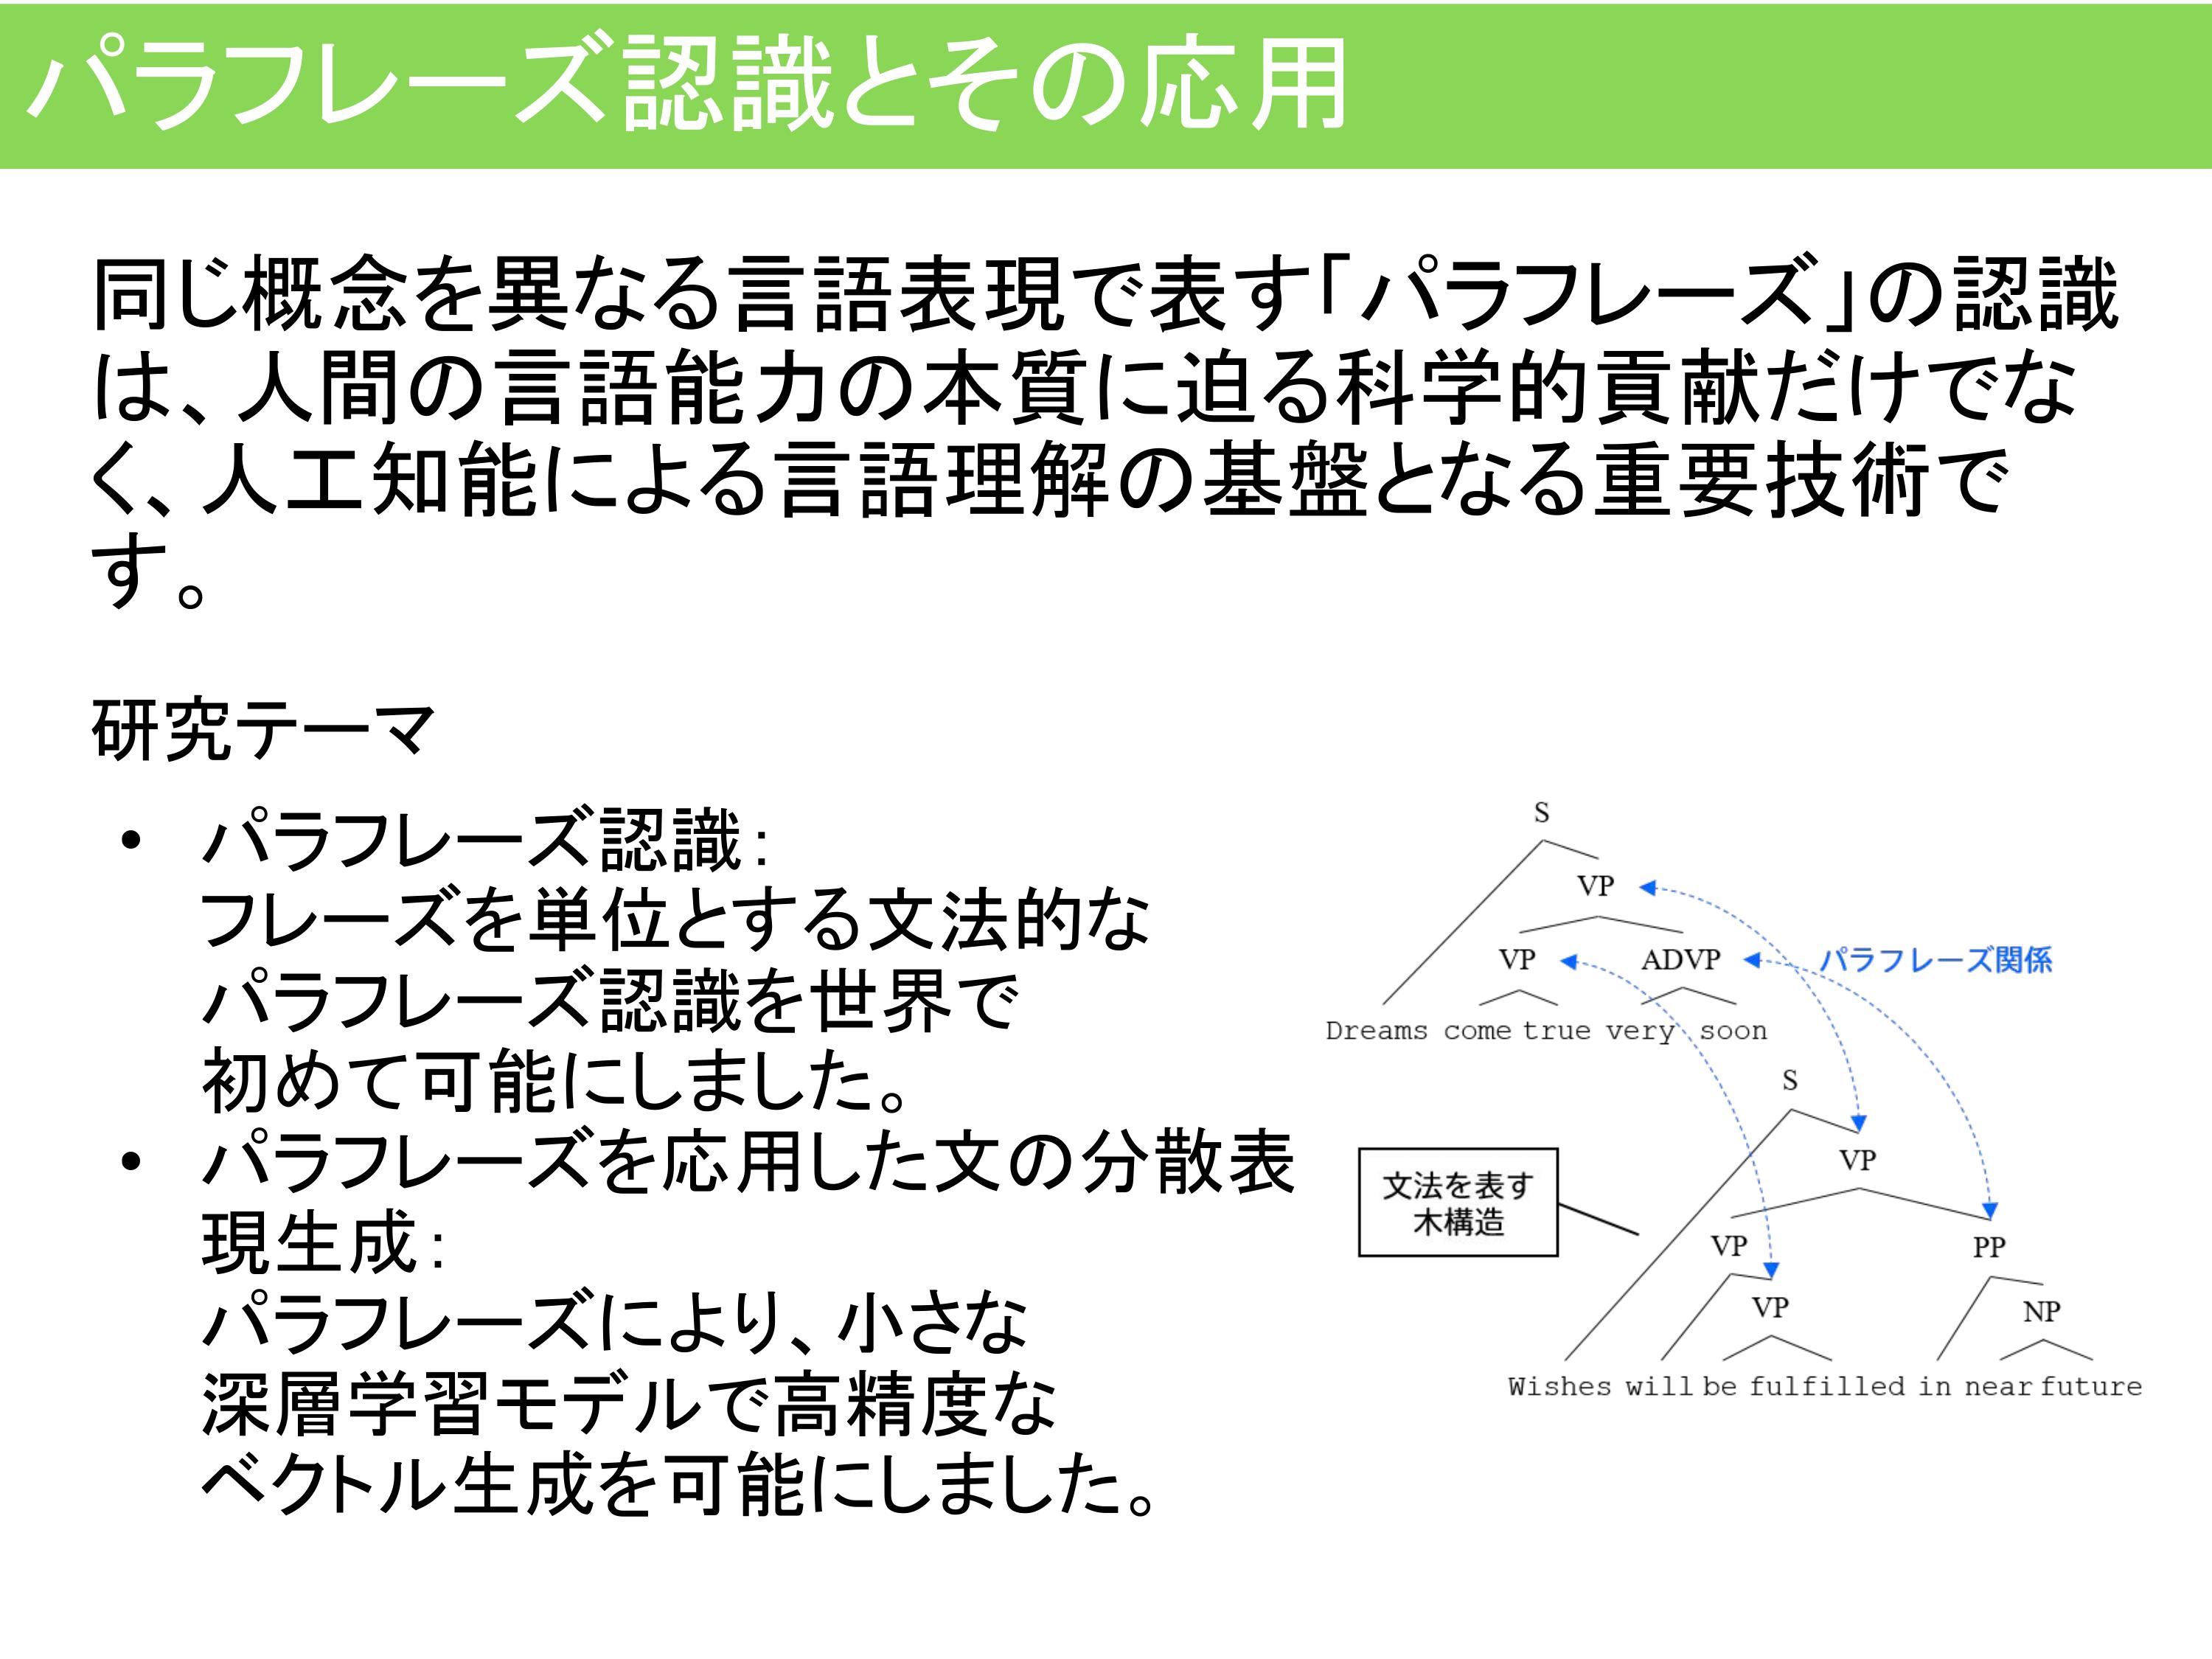 パラフレーズ認識とその応用
同じ概念を異なる言語表現で表す「パラフレーズ」の認識
は、人間の言語能力の本質に迫る科学的貢献だけでな
く、人工知能による言語理解の基盤となる重要技術で
す。
研究テーマ
• パラフレーズ認識：
フレーズを単位とする文法的な
パラフレーズ認識を世界で
初めて可能にしました。
• パラフレーズを応用した文の分散表
現生成：
パラフレーズにより、小さな
深層学習モデルで高精度な
ベクトル生成を可能にしました。
S
VP
VP ADVP パラフレーズ関係
Dreams come true very soon
S
VP
文法を表す
木構造
VP PP
VP NP
Wishes will be fulfilled in near future